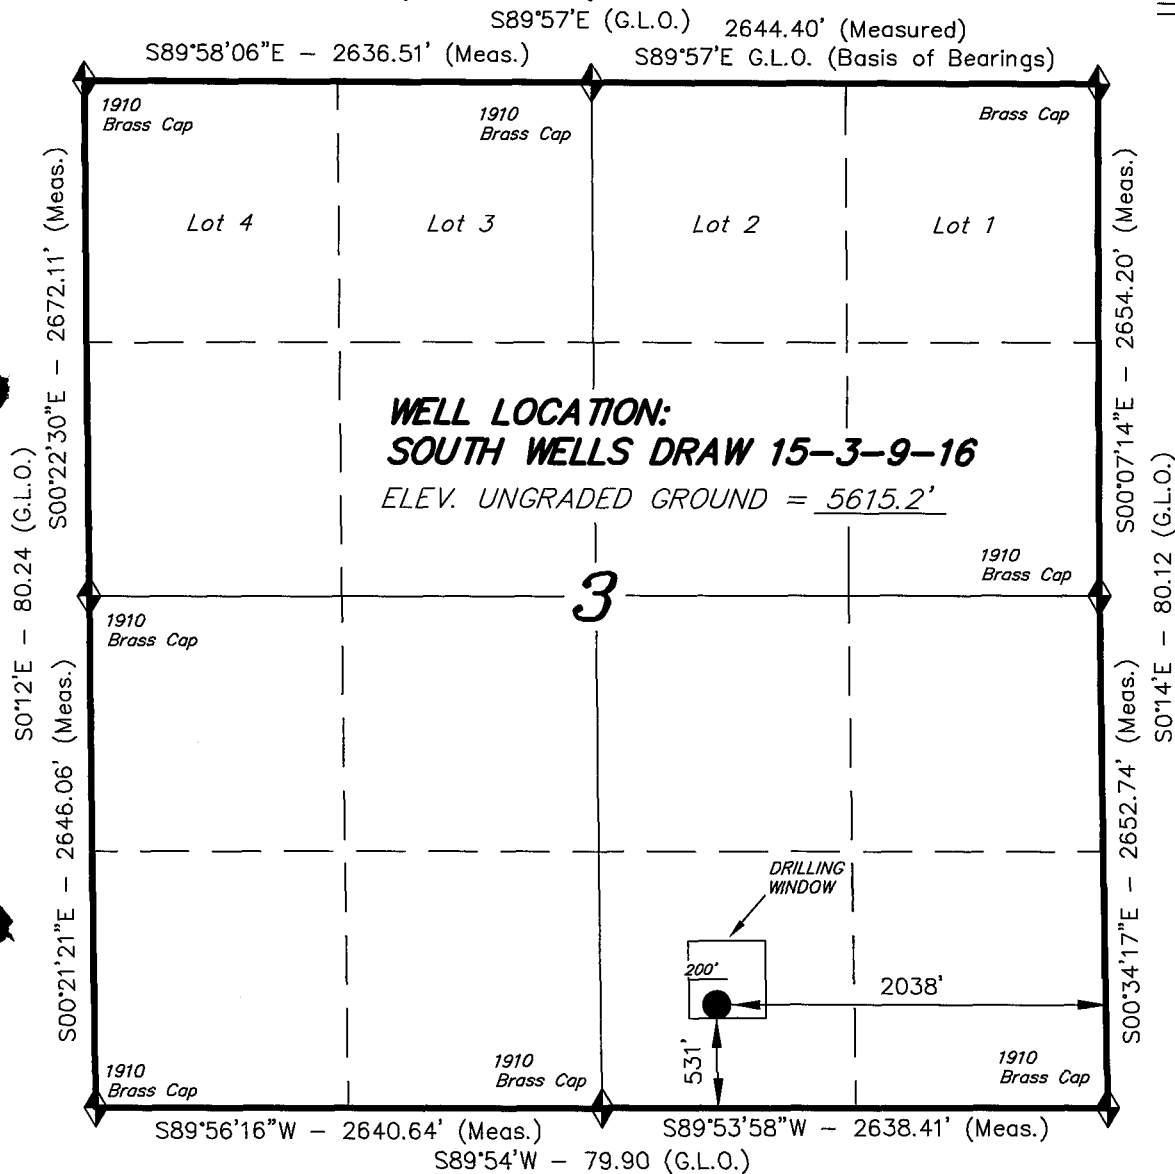 S89°57'E (G.L.O.)
2644.40' (Measured)
S89°58'06"E – 2636.51' (Meas.)
S89°57'E G.L.O. (Basis of Bearings)
1910
Brass Cap
1910
Brass Cap
Brass Cap
Lot 4
Lot 3
Lot 2
Lot 1
S00°22'30"E – 2672.11' (Meas.)
S00°07'14"E – 2654.20' (Meas.)
WELL LOCATION:
SOUTH WELLS DRAW 15–3–9–16
ELEV. UNGRADED GROUND = 5615.2'
S0°12'E – 80.24 (G.L.O.)
S0°14'E – 80.12 (G.L.O.)
1910
Brass Cap
3
1910
Brass Cap
S00°21'21"E – 2646.06' (Meas.)
S00°34'17"E – 2652.74' (Meas.)
DRILLING
WINDOW
200'
2038'
531'
1910
Brass Cap
1910
Brass Cap
1910
Brass Cap
S89°56'16"W – 2640.64' (Meas.)
S89°53'58"W – 2638.41' (Meas.)
S89°54'W – 79.90 (G.L.O.)